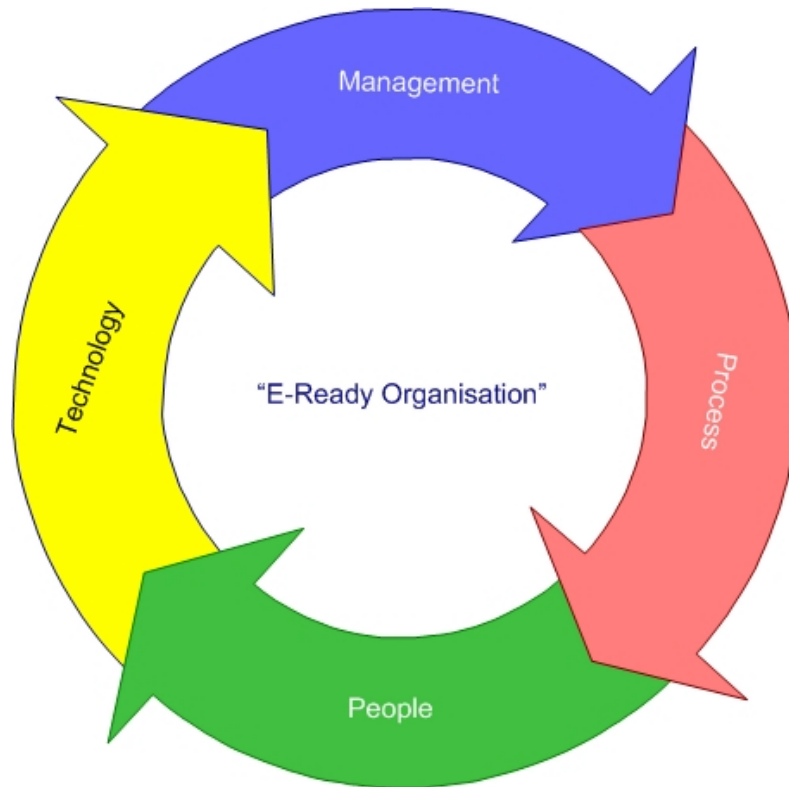 Management
Process
“E-Ready Organisation”
Technology
People